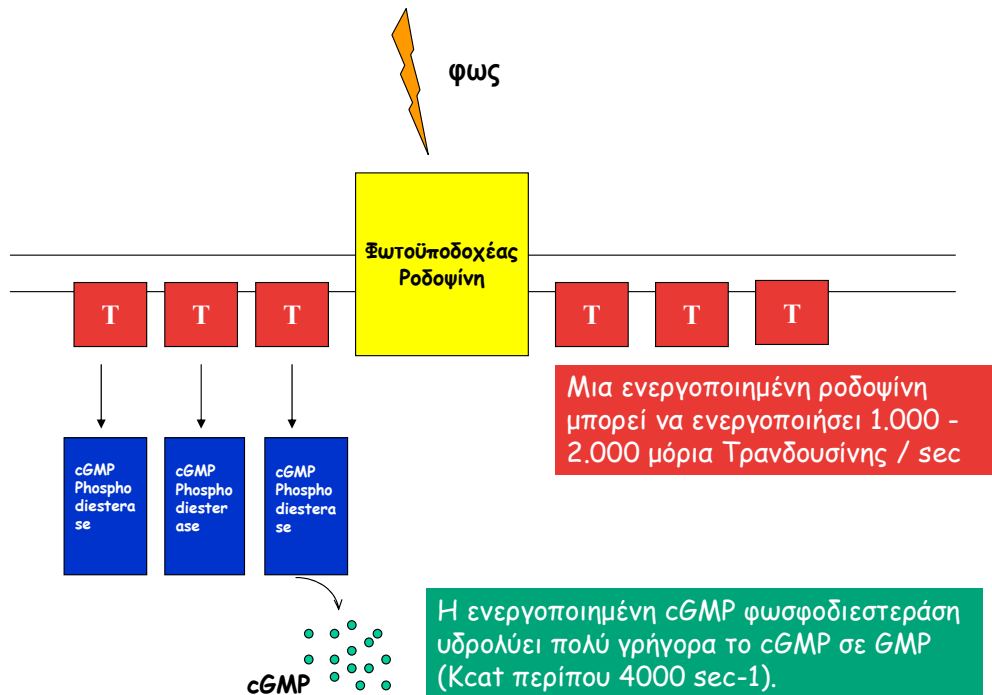 φως
Φωτοϋποδοχέας
Ροδοψίνη
T
T
T
T
T
T
Μια ενεργοποιημένη ροδοψίνη
μπορεί να ενεργοποιήσει 1.000 -
2.000 μόρια Τρανδουσίνης / sec
cGMP
Phospho
diestera
se
cGMP
Phospho
diester
ase
cGMP
Phospho
diestera
se
Η ενεργοποιημένη cGMP φωσφοδιεστεράση
υδρολύει πολύ γρήγορα το cGMP σε GMP
(Kcat περίπου 4000 sec-1).
cGMP